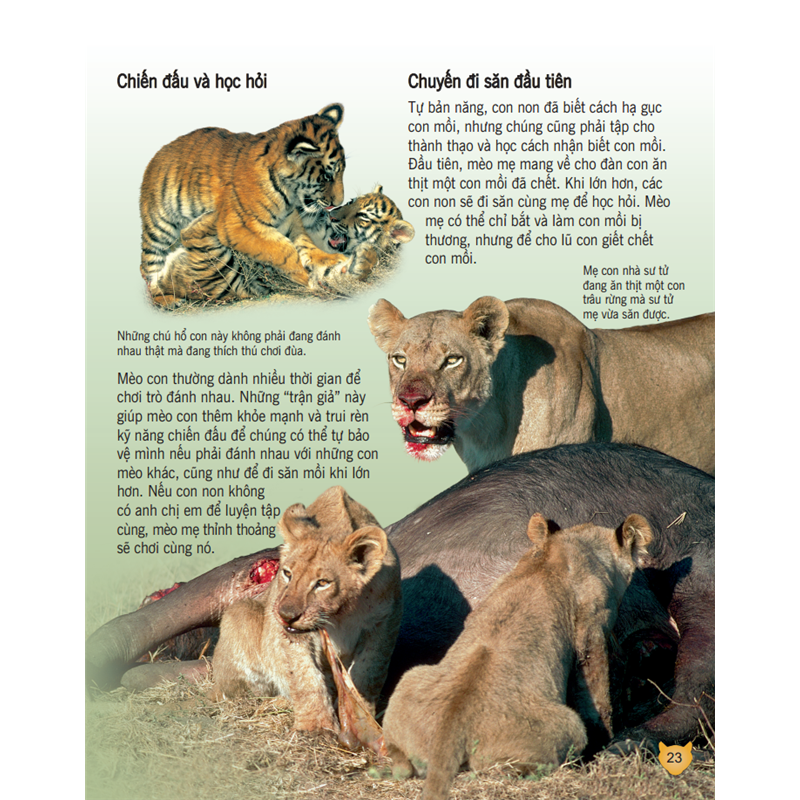 Chiến đấu và học hỏi
Những chú hổ con này không phải đang đánh
nhau thật mà đang thích thú chơi đùa.
Mèo con thường dành nhiều thời gian để
chơi trò đánh nhau. Những “trận giả” này
giúp mèo con thêm khỏe mạnh và trui rèn
kỹ năng chiến đấu để chúng có thể tự bảo
vệ mình nếu phải đánh nhau với những con
mèo khác, cũng như để đi săn mồi khi lớn
hơn. Nếu con non không
có anh chị em để luyện tập
cùng, mèo mẹ thỉnh thoảng
sẽ chơi cùng nó.
Chuyến đi săn đầu tiên
Tự bản năng, con non đã biết cách hạ gục
con mồi, nhưng chúng cũng phải tập cho
thành thạo và học cách nhận biết con mồi.
Đầu tiên, mèo mẹ mang về cho đàn con ăn
thịt một con mồi đã chết. Khi lớn hơn, các
con non sẽ đi săn cùng mẹ để học hỏi. Mèo
mẹ có thể chỉ bắt và làm con mồi bị
thương, nhưng để cho lũ con giết chết
con mồi.
Mẹ con nhà sư tử
đang ăn thịt một con
trâu rừng mà sư tử
mẹ vừa săn được.
23